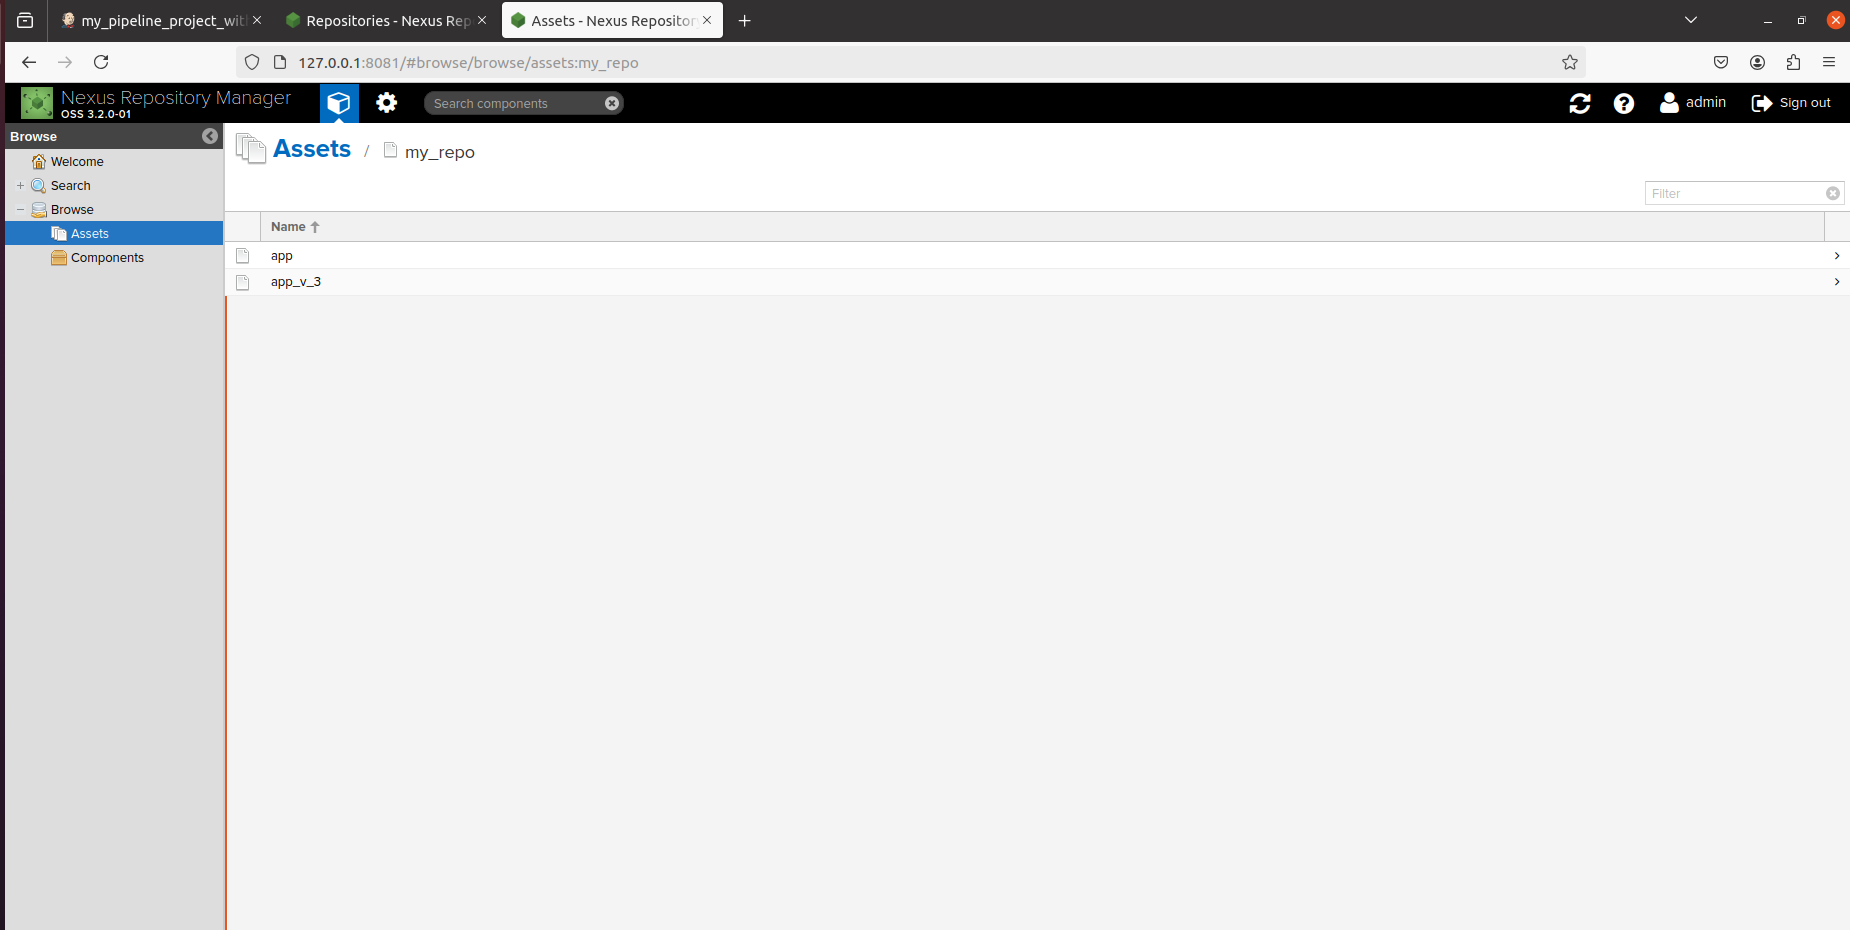 my_pipeline_project_wit
Repositories - Nexus Rep
Assets - Nexus Repositor
127.0.0.1:8081/#browse/browse/assets:my_repo
Nexus Repository Manager
OSS 3.2.0-01
Search components
admin
Sign out
Browse
Welcome
Search
Browse
Assets
Components
Assets / my_repo
Filter
Name
app
app_v_3